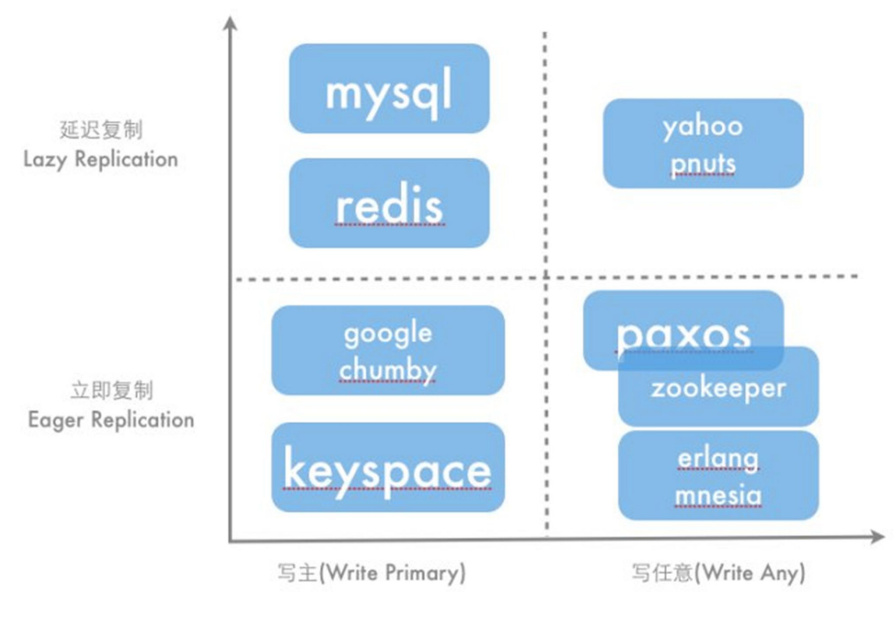 延迟复制
Lazy Replication
mysql
redis
yahoo
pnuts
立即复制
Eager Replication
google
chumby
keyspace
paxos
zookeeper
erlang
mnesia
写主(Write Primary)
写任意(Write Any)